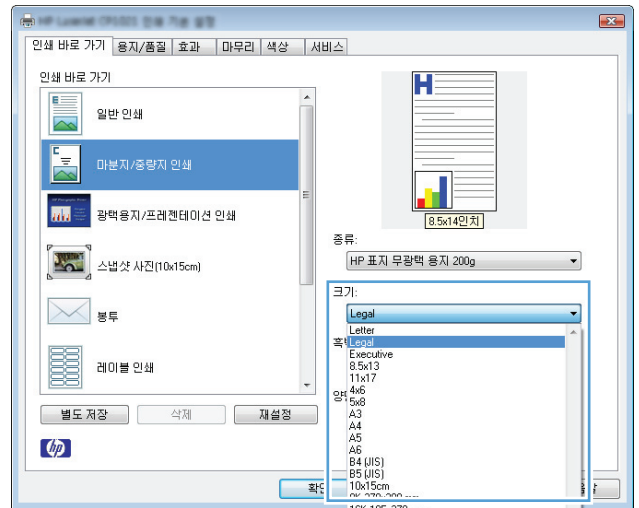 인쇄 바로 가기
용지/품질
효과
마무리
색상
서비스
인쇄 바로 가기
일반 인쇄
마분지/중량지 인쇄
광택용지/프레젠테이션 인쇄
스냅샷 사진(10x15cm)
봉투
레이블 인쇄
별도 저장
삭제
재설정
hp
8.5x14인치
종류:
HP 표지 무광택 용지 200g
크기:
Legal
Letter
Legal
Executive
8.5x13
11x17
4x6
5x8
A3
A4
A5
A6
B4 (JIS)
B5 (JIS)
10x15cm